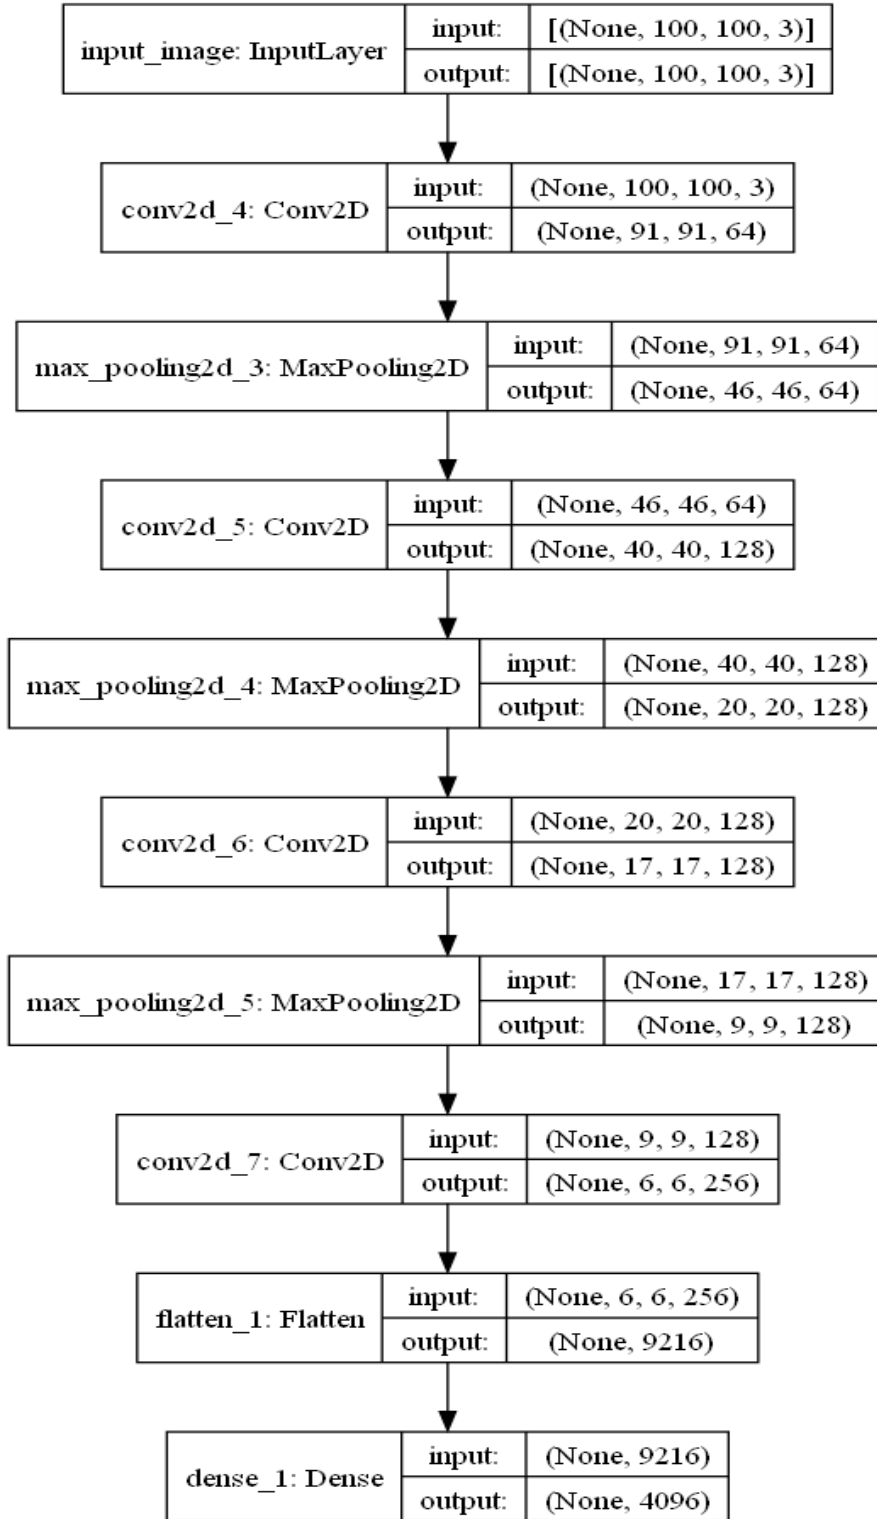 input_image: InputLayer
input: [(None, 100, 100, 3)]
output: [(None, 100, 100, 3)]
conv2d_4: Conv2D
input: (None, 100, 100, 3)
output: (None, 91, 91, 64)
max_pooling2d_3: MaxPooling2D
input: (None, 91, 91, 64)
output: (None, 46, 46, 64)
conv2d_5: Conv2D
input: (None, 46, 46, 64)
output: (None, 40, 40, 128)
max_pooling2d_4: MaxPooling2D
input: (None, 40, 40, 128)
output: (None, 20, 20, 128)
conv2d_6: Conv2D
input: (None, 20, 20, 128)
output: (None, 17, 17, 128)
max_pooling2d_5: MaxPooling2D
input: (None, 17, 17, 128)
output: (None, 9, 9, 128)
conv2d_7: Conv2D
input: (None, 9, 9, 128)
output: (None, 6, 6, 256)
flatten_1: Flatten
input: (None, 6, 6, 256)
output: (None, 9216)
dense_1: Dense
input: (None, 9216)
output: (None, 4096)